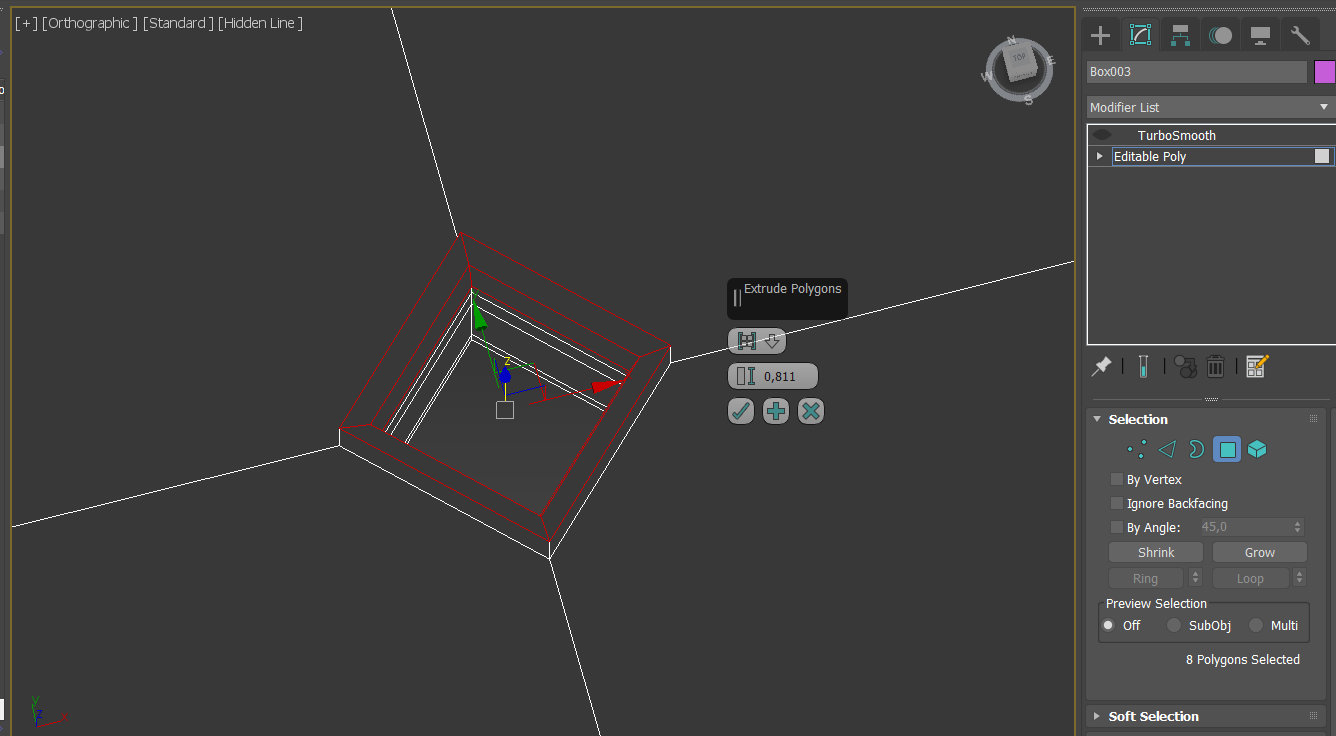 [+] [Orthographic ] [Standard ] [Hidden Line ]
N
W
E
S
TOP
Box003
Modifier List
TurboSmooth
Editable Poly
Extrude Polygons
0,811
z
Selection
By Vertex
Ignore Backfacing
By Angle: 45,0
Shrink Grow
Ring Loop
Preview Selection
Off SubObj Multi
8 Polygons Selected
Soft Selection
y
z
x